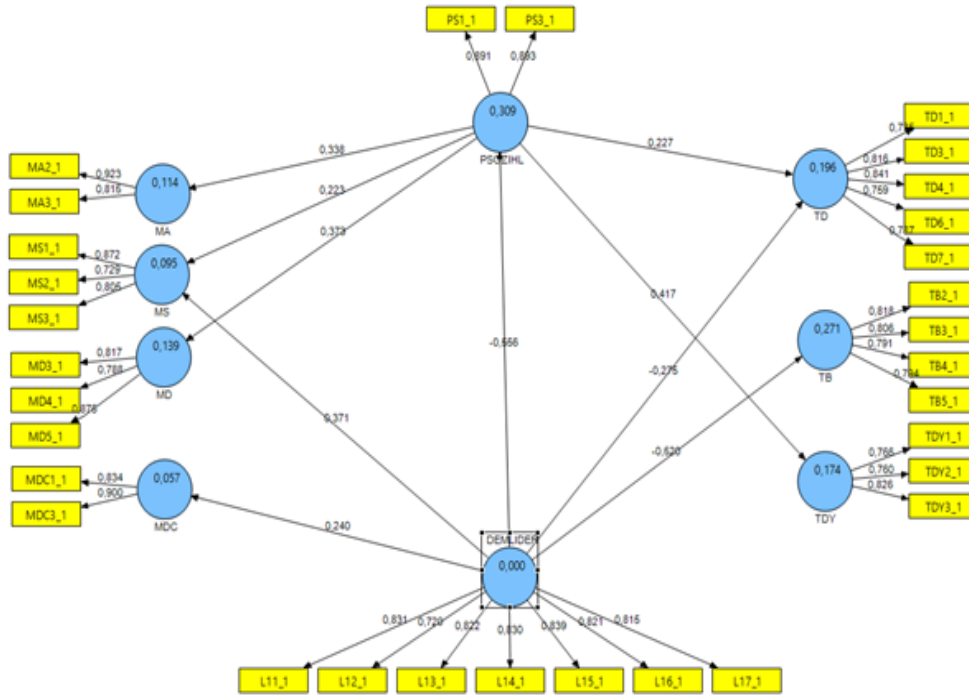 PS1_1 PS3_1
0,891 0,893
0,309
PSOZIHL
MA2_1
MA3_1
0,923
0,816
0,114
MA
0,338
0,223
0,373
MS1_1
MS2_1
MS3_1
0,872
0,729
0,805
0,095
MS
MD3_1
MD4_1
MD5_1
0,817
0,788
0,139
MD
MDC1_1
MDC3_1
0,834
0,900
0,057
MDC
0,371
0,240
-0,556
0,227
0,417
-0,275
0,196
TD
0,816
0,841
0,759
TD1_1
TD3_1
TD4_1
TD6_1
TD7_1
0,271
TB
0,818
0,806
0,791
TB2_1
TB3_1
TB4_1
TB5_1
0,174
TDY
0,766
0,760
0,826
TDY1_1
TDY2_1
TDY3_1
0,000
0,831 0,720 0,822 0,830 0,839 0,821 0,815
L11_1 L12_1 L13_1 L14_1 L15_1 L16_1 L17_1